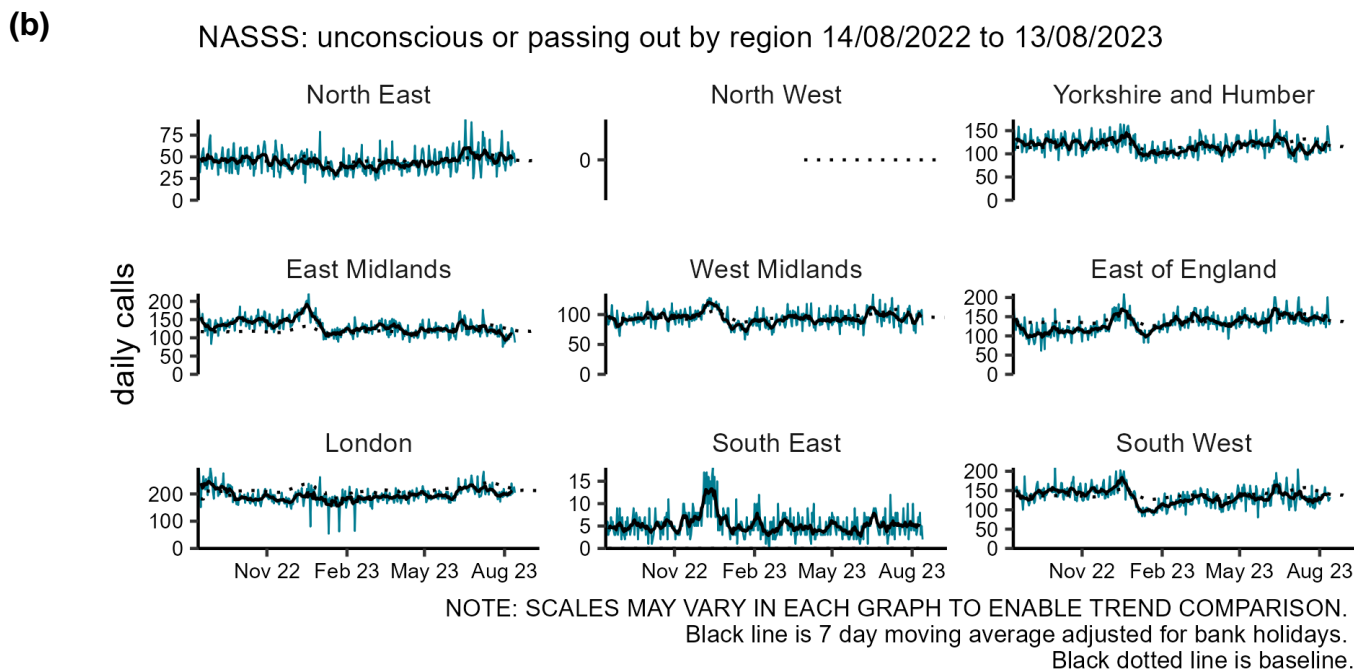 (b)
NASSS: unconscious or passing out by region 14/08/2022 to 13/08/2023
North East
North West
Yorkshire and Humber
75
50
25
0
0
150
100
50
0
daily calls
East Midlands
West Midlands
East of England
200
150
100
50
0
100
50
0
200
150
100
50
0
London
South East
South West
200
100
0
15
10
5
0
200
150
100
50
0
Nov 22 Feb 23 May 23 Aug 23
Nov 22 Feb 23 May 23 Aug 23
Nov 22 Feb 23 May 23 Aug 23
NOTE: SCALES MAY VARY IN EACH GRAPH TO ENABLE TREND COMPARISON.
Black line is 7 day moving average adjusted for bank holidays.
Black dotted line is baseline.